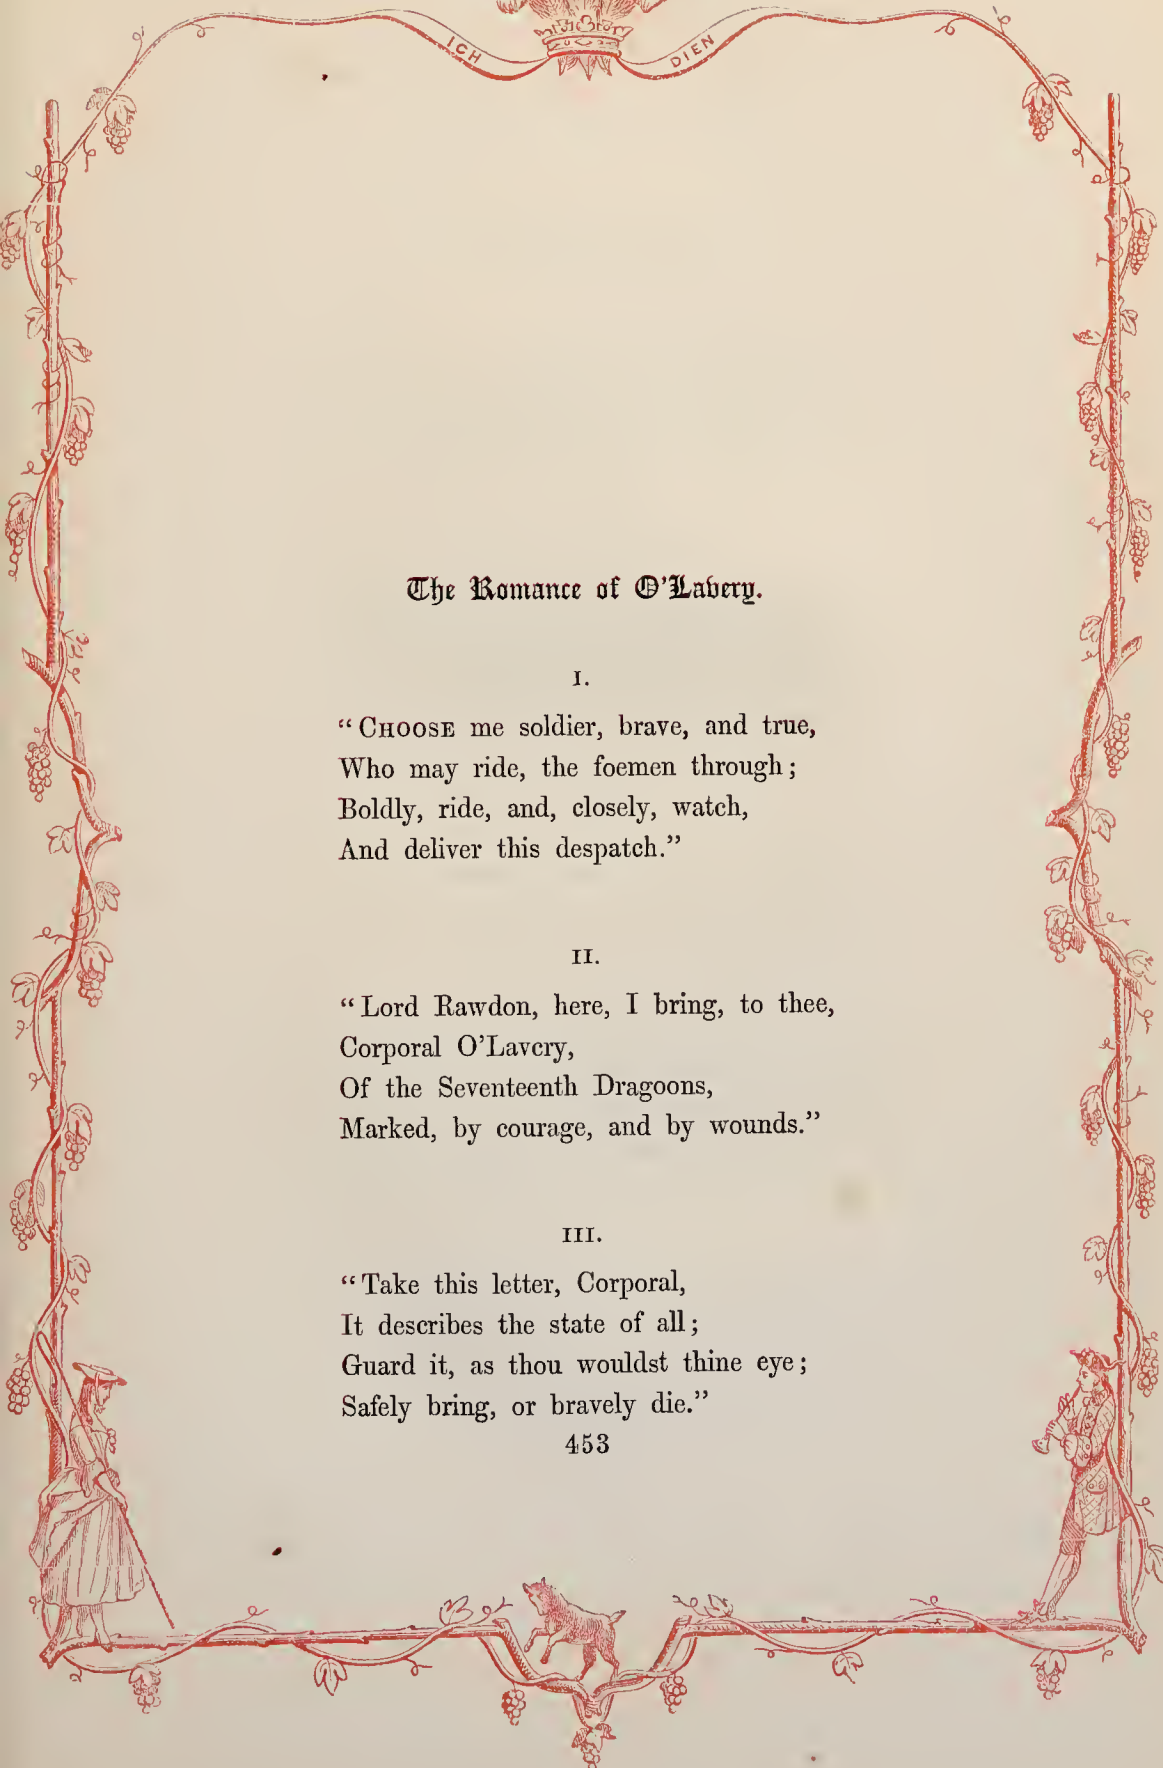 ICH DIEN
The Romance of O'Lavery.
I.
“CHOOSE me soldier, brave, and true,
Who may ride, the foemen through;
Boldly, ride, and, closely, watch,
And deliver this despatch.”
II.
“Lord Rawdon, here, I bring, to thee,
Corporal O'Lavery,
Of the Seventeenth Dragoons,
Marked, by courage, and by wounds.”
III.
“Take this letter, Corporal,
It describes the state of all;
Guard it, as thou wouldst thine eye;
Safely bring, or bravely die.”
453